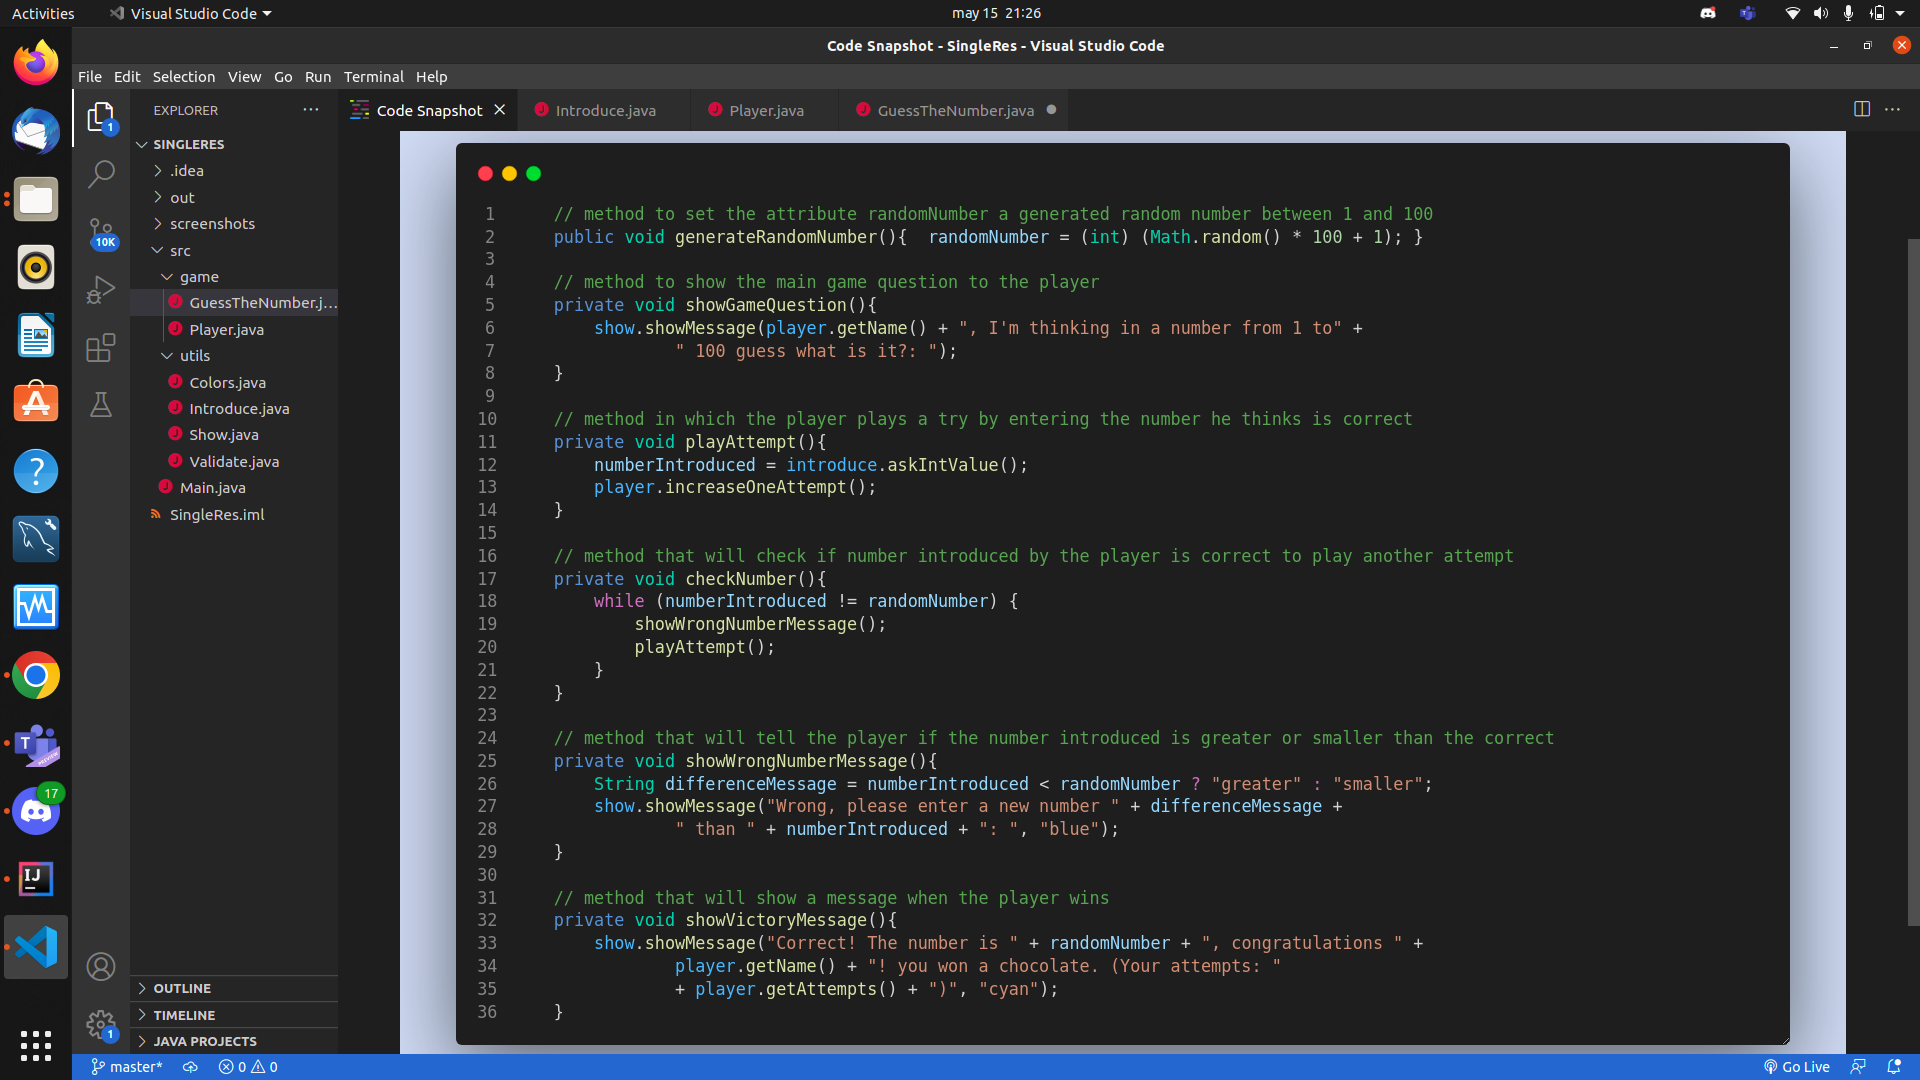 Activities
Visual Studio Code
may 15 21:26
Code Snapshot - SingleRes - Visual Studio Code
File Edit Selection View Go Run Terminal Help
EXPLORER
Code Snapshot
Introduce.java
Player.java
GuessTheNumber.java
1
10K
1
SINGLERES
.idea
out
screenshots
src
game
GuessTheNumber.j...
Player.java
utils
Colors.java
Introduce.java
Show.java
Validate.java
Main.java
SingleRes.iml
OUTLINE
TIMELINE
JAVA PROJECTS
17
1 // method to set the attribute randomNumber a generated random number between 1 and 100
2 public void generateRandomNumber(){  randomNumber = (int) (Math.random() * 100 + 1); }
3
4 // method to show the main game question to the player
5 private void showGameQuestion(){
6     show.showMessage(player.getName() + ", I'm thinking in a number from 1 to" +
7             " 100 guess what is it?: ");
8 }
9
10 // method in which the player plays a try by entering the number he thinks is correct
11 private void playAttempt(){
12     numberIntroduced = introduce.askIntValue();
13     player.increaseOneAttempt();
14 }
15
16 // method that will check if number introduced by the player is correct to play another attempt
17 private void checkNumber(){
18     while (numberIntroduced != randomNumber) {
19         showWrongNumberMessage();
20         playAttempt();
21     }
22 }
23
24 // method that will tell the player if the number introduced is greater or smaller than the correct
25 private void showWrongNumberMessage(){
26     String differenceMessage = numberIntroduced < randomNumber ? "greater" : "smaller";
27     show.showMessage("Wrong, please enter a new number " + differenceMessage +
28             " than " + numberIntroduced + ": ", "blue");
29 }
30
31 // method that will show a message when the player wins
32 private void showVictoryMessage(){
33     show.showMessage("Correct! The number is " + randomNumber + ", congratulations " +
34             player.getName() + "! you won a chocolate. (Your attempts: "
35             + player.getAttempts() + ")", "cyan");
36 }
master* 0 0
Go Live